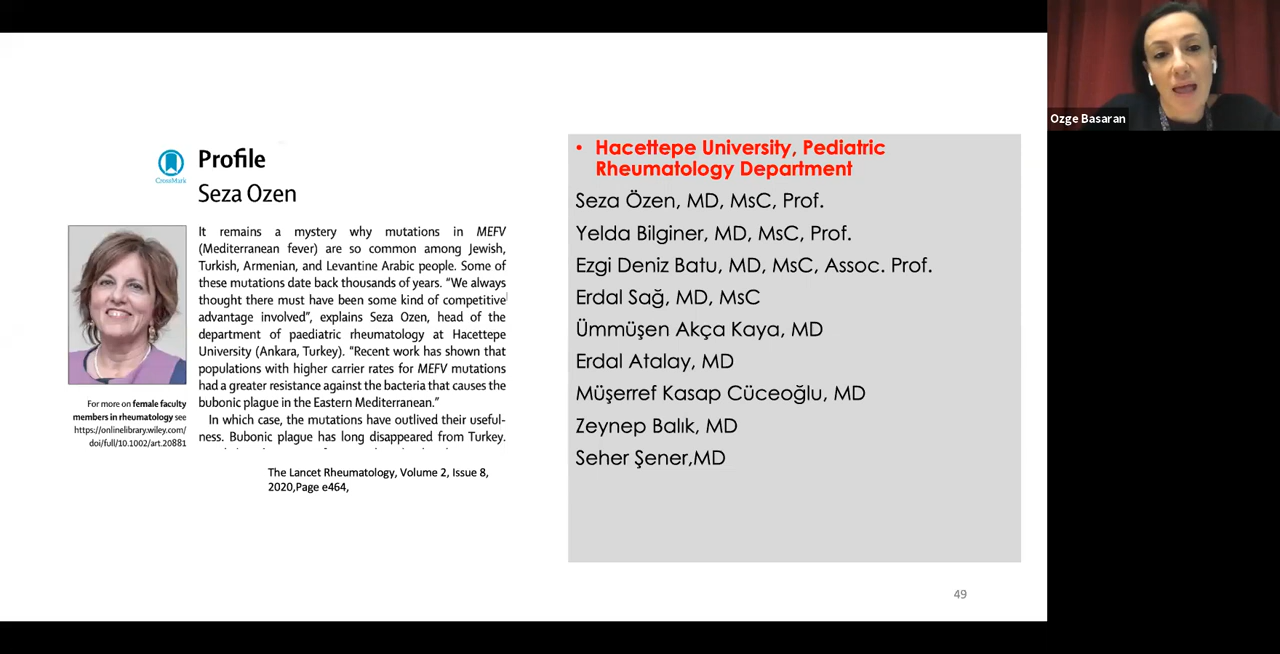 Profile
CrossMark
Seza Ozen
It remains a mystery why mutations in MEFV
(Mediterranean fever) are so common among Jewish,
Turkish, Armenian, and Levantine Arabic people. Some of
these mutations date back thousands of years. “We always
thought there must have been some kind of competitive
advantage involved”, explains Seza Ozen, head of the
department of paediatric rheumatology at Hacettepe
University (Ankara, Turkey). “Recent work has shown that
populations with higher carrier rates for MEFV mutations
had a greater resistance against the bacteria that causes the
bubonic plague in the Eastern Mediterranean.”
In which case, the mutations have outlived their useful-
ness. Bubonic plague has long disappeared from Turkey.
For more on female faculty
members in rheumatology see
https://onlinelibrary.wiley.com/
doi/full/10.1002/art.20881
The Lancet Rheumatology, Volume 2, Issue 8,
2020,Page e464,
• Hacettepe University, Pediatric
Rheumatology Department
Seza Özen, MD, MsC, Prof.
Yelda Bilginer, MD, MsC, Prof.
Ezgi Deniz Batu, MD, MsC, Assoc. Prof.
Erdal Sağ, MD, MsC
Ümmüşen Akça Kaya, MD
Erdal Atalay, MD
Müşerref Kasap Cüceoğlu, MD
Zeynep Balık, MD
Seher Şener,MD
49
Ozge Basaran